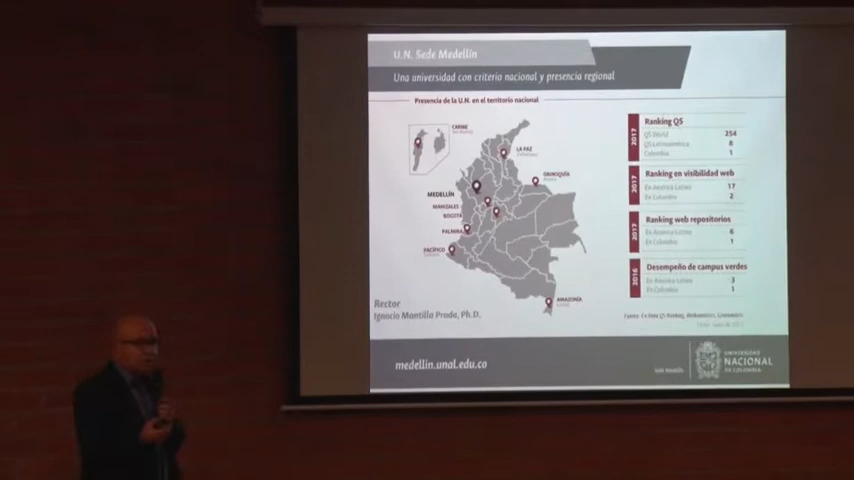 U.N. Sede Medellín
Una universidad con criterio nacional y presencia regional
Presencia de la U.N. en el territorio nacional
CARIBE
LA PAZ
ORINOQUÍA
MEDELLÍN
MANIZALES
BOGOTÁ
PALMIRA
PACÍFICO
AMAZONÍA
2017
Ranking QS
QS World 254
QS Latinoamérica 8
Colombia 1
2017
Ranking en visibilidad web
En América Latina 17
En Colombia 2
2017
Ranking web repositorios
En América Latina 6
En Colombia 1
2016
Desempeño de campus verdes
En América Latina 3
En Colombia 1
Rector
Ignacio Mantilla Prada, Ph.D.
medellin.unal.edu.co
Sede Medellín
UNIVERSIDAD
NACIONAL
DE COLOMBIA